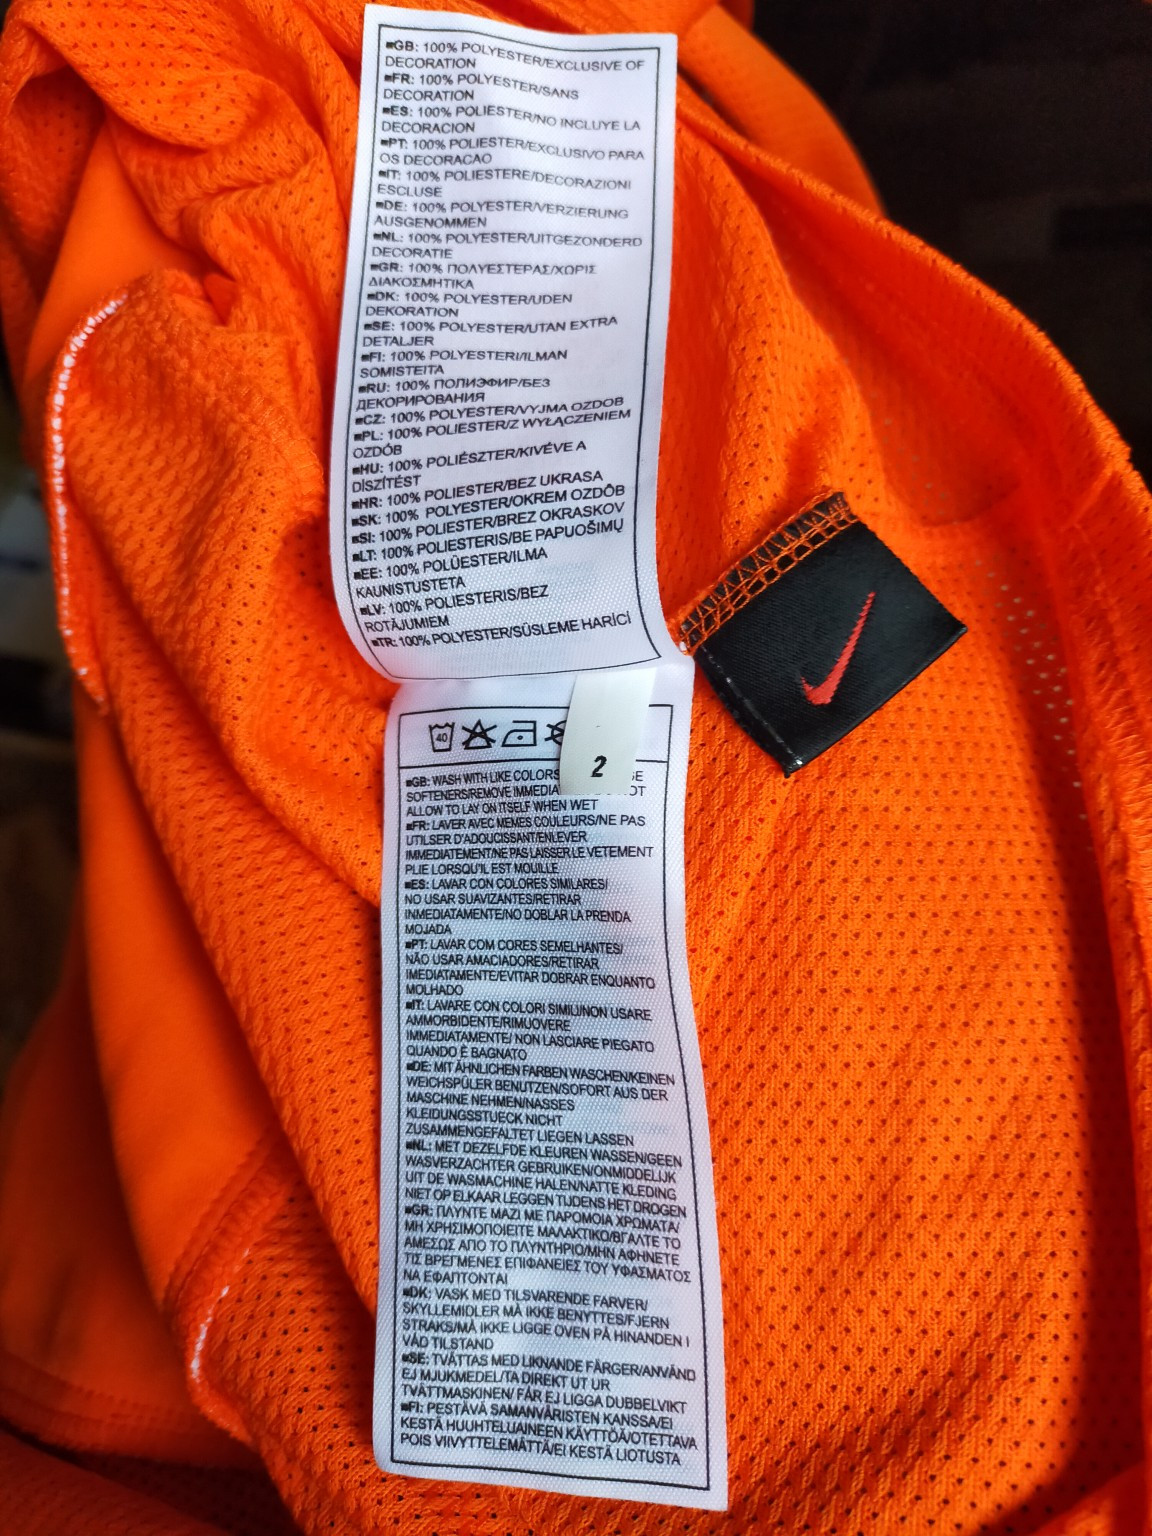 ■GB: 100% POLYESTER/EXCLUSIVE OF
DECORATION
■FR: 100% POLYESTER/SANS
DECORATION
■ES: 100% POLIESTER/NO INCLUYE LA
DECORACION
■PT: 100% POLIESTER/EXCLUSIVO PARA
OS DECORACAO
■IT: 100% POLIESTERE/DECORAZIONI
ESCLUSE
■DE: 100% POLYESTER/VERZIERUNG
AUSGENOMMEN
■NL: 100% POLYESTER/UITGEZONDERD
DECORATIE
■GR: 100% ΠΟΛΥΕΣΤΕΡΑΣ/ΧΩΡΙΣ
ΔΙΑΚΟΣΜΗΤΙΚΑ
■DK: 100% POLYESTER/UDEN
DEKORATION
■SE: 100% POLYESTER/UTAN EXTRA
DETALJER
■FI: 100% POLYESTERI/ILMAN
SOMISTEITA
■RU: 100% ПОЛИЭФИР/БЕЗ
ДЕКОРИРОВАНИЯ
■CZ: 100% POLYESTER/VYJMA OZDOB
■PL: 100% POLIESTER/Z WYŁĄCZENIEM
OZDÓB
■HU: 100% POLIÉSZTER/KIVÉVE A
DÍSZÍTÉST
■HR: 100% POLIESTER/BEZ UKRASA
■SK: 100% POLYESTER/OKREM OZDÔB
■SI: 100% POLIESTER/BREZ OKRASKOV
■LT: 100% POLIESTERIS/BE PAPUOŠIMŲ
■EE: 100% POLÜESTER/ILMA
KAUNISTUSTETA
■LV: 100% POLIESTERIS/BEZ
ROTĀJUMIEM
■TR: 100% POLYESTER/SÜSLEME HARİCİ
40
2
■GB: WASH WITH LIKE COLORS
SOFTENERS/REMOVE
ALLOW TO LAY ON ITSELF WHEN WET
■FR: LAVER AVEC MEMES COULEURS/NE PAS
UTILSER D'ADOUCISSANT/ENLEVER
IMMEDIATEMENT/NE PAS LAISSER LE VETEMENT
PLIE LORSQU'IL EST MOUILLE
■ES: LAVAR CON COLORES SIMILARES/
NO USAR SUAVIZANTES/RETIRAR
INMEDIATAMENTE/NO DOBLAR LA PRENDA
MOJADA
■PT: LAVAR COM CORES SEMELHANTES/
NÃO USAR AMACIADORES/RETIRAR
IMEDIATAMENTE/EVITAR DOBRAR ENQUANTO
MOLHADO
■IT: LAVARE CON COLORI SIMILI/NON USARE
AMMORBIDENTE/RIMUOVERE
IMMEDIATAMENTE/ NON LASCIARE PIEGATO
QUANDO È BAGNATO
■DE: MIT ÄHNLICHEN FARBEN WASCHEN/KEINEN
WEICHSPÜLER BENUTZEN/SOFORT AUS DER
MASCHINE NEHMEN/NASSES
KLEIDUNGSSTUECK NICHT
ZUSAMMENGEFALTET LIEGEN LASSEN
■NL: MET DEZELFDE KLEUREN WASSEN/GEEN
WASVERZACHTER GEBRUIKEN/ONMIDDELIJK
UIT DE WASMACHINE HALEN/NATTE KLEDING
NIET OP ELKAAR LEGGEN TIJDENS HET DROGEN
■GR: ΠΛΥΝΤΕ ΜΑΖΙ ΜΕ ΠΑΡΟΜΟΙΑ ΧΡΩΜΑΤΑ/
ΜΗ ΧΡΗΣΙΜΟΠΟΙΕΙΤΕ ΜΑΛΑΚΤΙΚΟ/ΒΓΑΛΤΕ ΤΟ
ΑΜΕΣΩΣ ΑΠΟ ΤΟ ΠΛΥΝΤΗΡΙΟ/ΜΗΝ ΑΦΗΝΕΤΕ
ΤΙΣ ΒΡΕΓΜΕΝΕΣ ΕΠΙΦΑΝΕΙΕΣ ΤΟΥ ΥΦΑΣΜΑΤΟΣ
ΝΑ ΕΦΑΠΤΟΝΤΑΙ
■DK: VASK MED TILSVARENDE FARVER/
SKYLLEMIDLER MÅ IKKE BENYTTES/FJERN
STRAKS/MÅ IKKE LIGGE OVEN PÅ HINANDEN I
VÅD TILSTAND
■SE: TVÄTTAS MED LIKNANDE FÄRGER/ANVÄND
EJ MJUKMEDEL/TA DIREKT UT UR
TVÄTTMASKINEN/ FÅR EJ LIGGA DUBBELVIKT
■FI: PESTÄVÄ SAMANVÄRISTEN KANSSA/EI
KESTÄ HUUHTELUAINEEN KÄYTTÖÄ/OTETTAVA
POIS VIIVYTTELEMÄTTÄ/EI KESTÄ LIOTUSTA